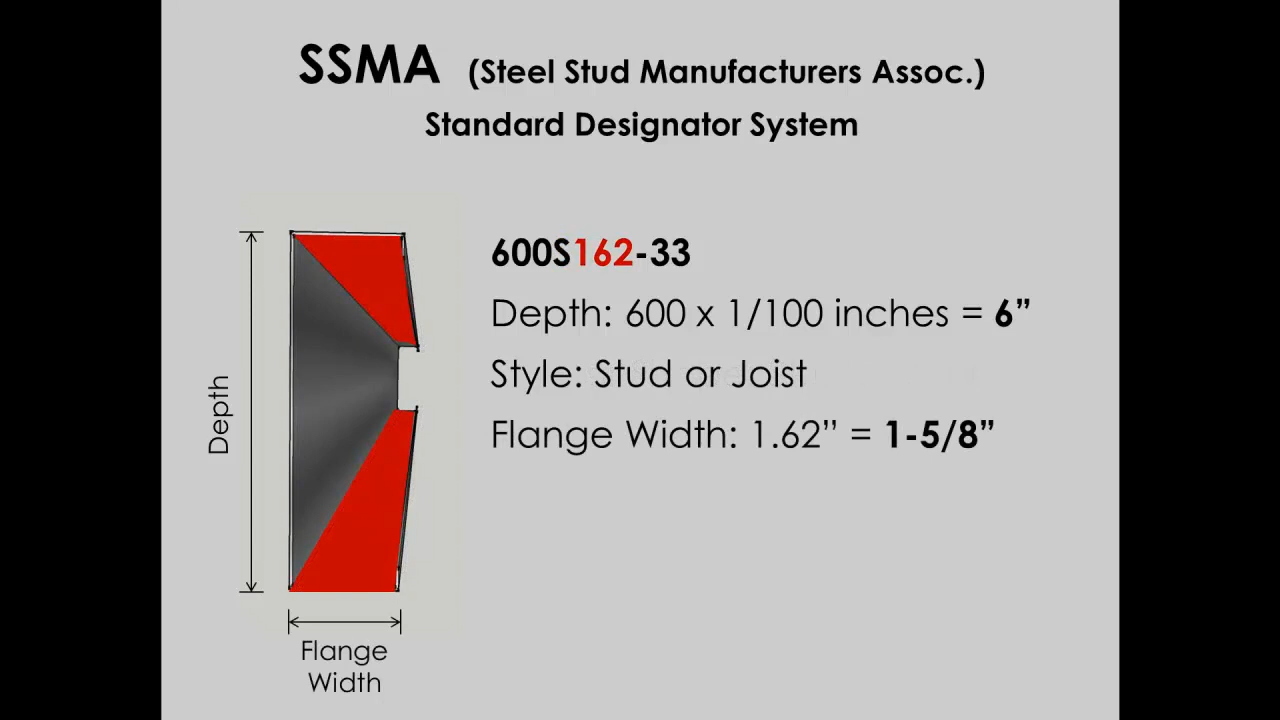 SSMA (Steel Stud Manufacturers Assoc.)
Standard Designator System
600S162-33
Depth: 600 x 1/100 inches = 6”
Style: Stud or Joist
Flange Width: 1.62” = 1-5/8”
Depth
Flange
Width